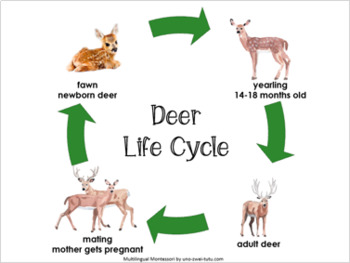 fawn
newborn deer
yearling
14-18 months old
Deer
Life Cycle
mating
mother gets pregnant
adult deer
Multilingual Montessori by uno-zwei-tutu.com